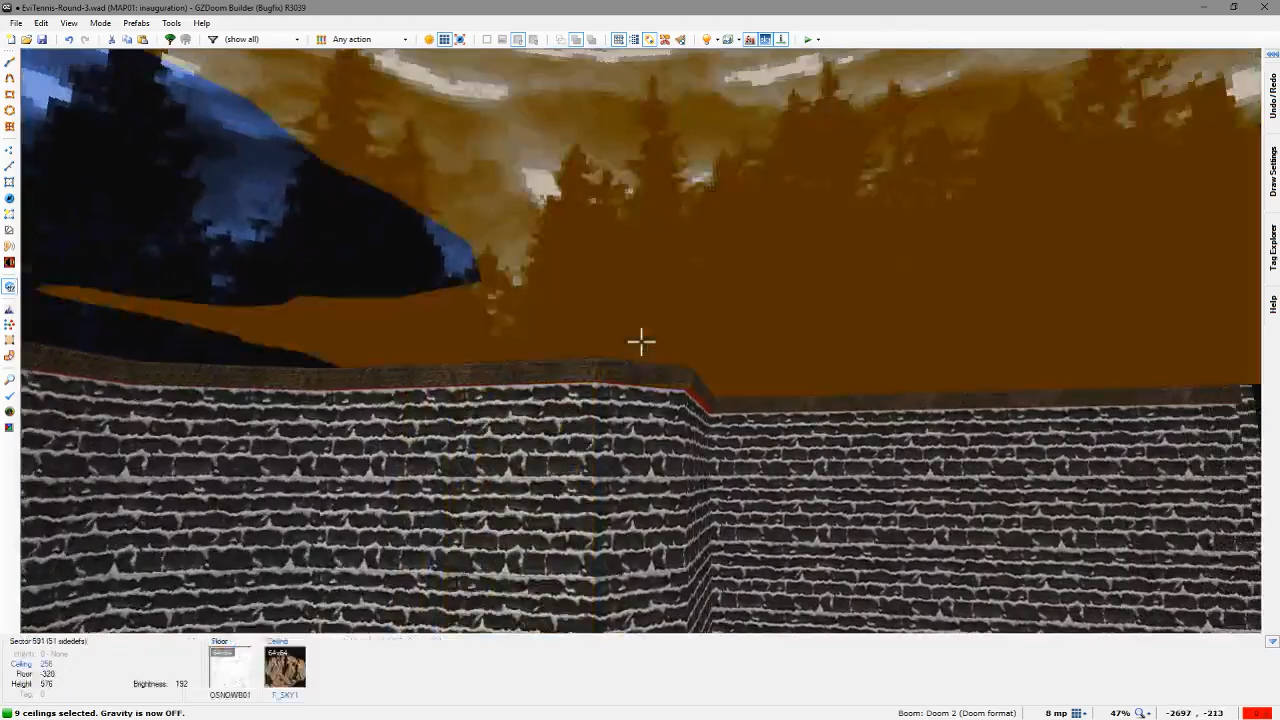 EviTennis-Round-3.wad (MAP01: inauguration) - GZDoom Builder (Bugfix) R3039
File Edit View Mode Prefabs Tools Help
(show all) Any action
Undo / Redo
Draw Settings
Tag Explorer
Help
Sector 591 (51 sidedefs) Floor Ceiling
0 - None
Ceiling 256
Floor -320
Height: 576 Brightness: 192
Tag: 0
64x64 64x64
QSNOWB01 F_SKY1
9 ceilings selected. Gravity is now OFF. Boom: Doom 2 (Doom format) 8 mp 47% -2697 , -213